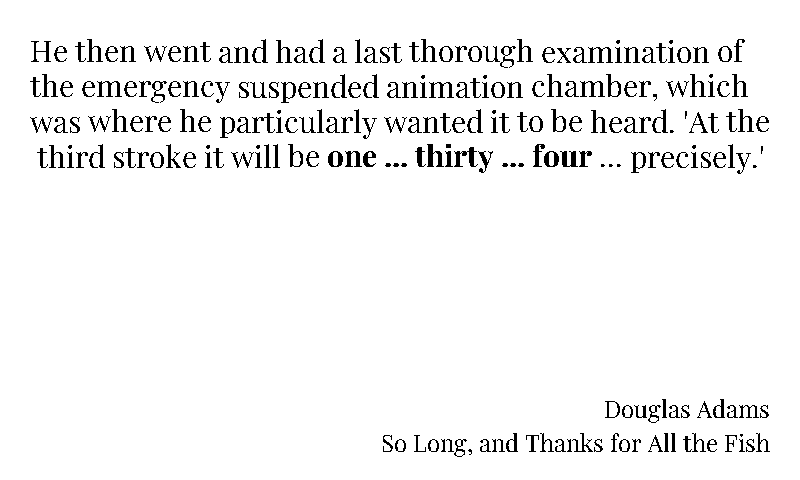 He then went and had a last thorough examination of
the emergency suspended animation chamber, which
was where he particularly wanted it to be heard. 'At the
third stroke it will be one ... thirty ... four ... precisely.'
Douglas Adams
So Long, and Thanks for All the Fish